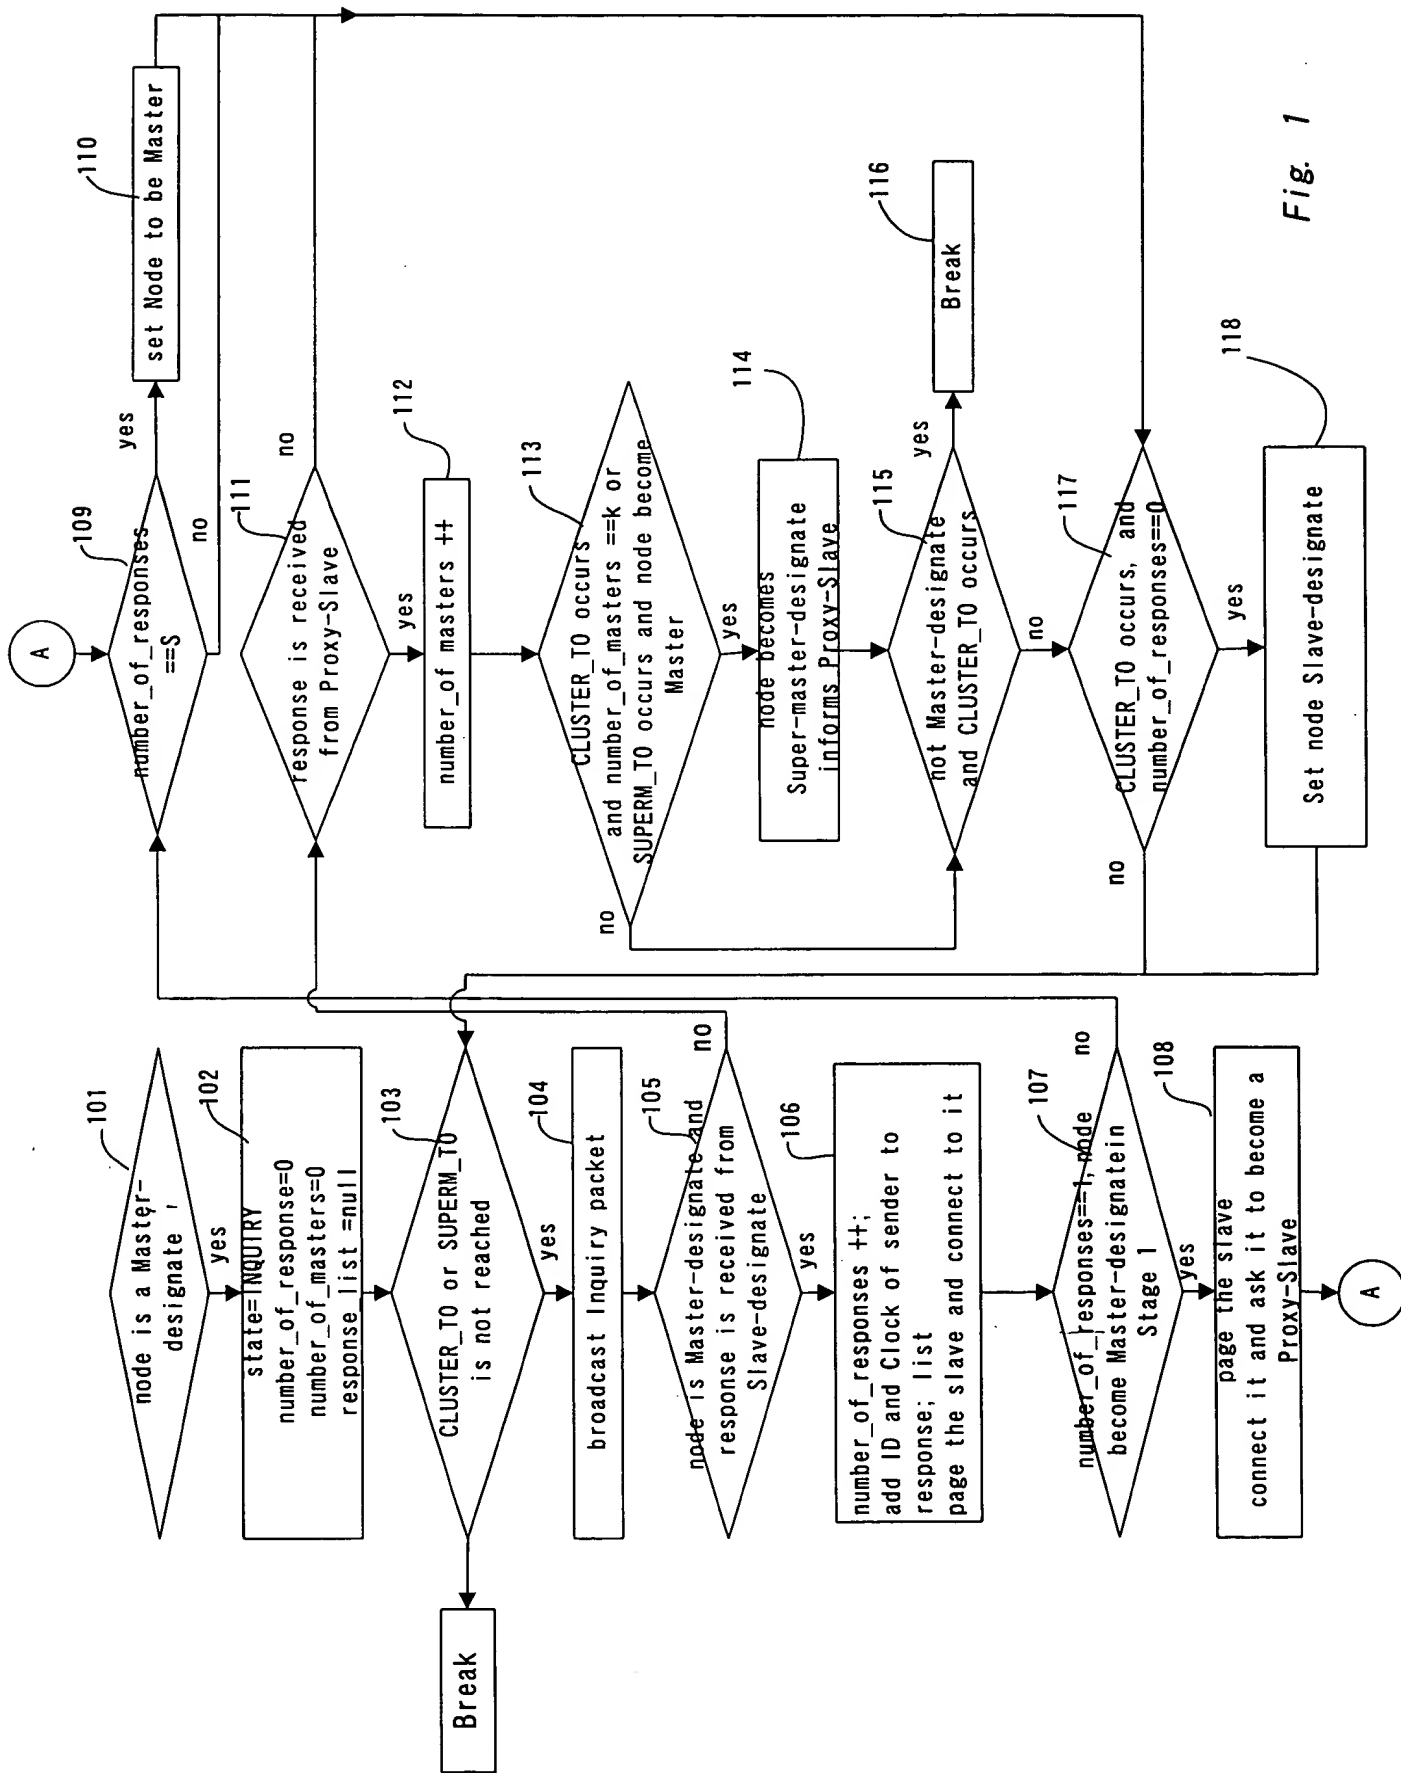 101
node is a Master-
designate ,
yes
102
state=INQUIRY
number_of_response=0
number_of_masters=0
response list =null
103
CLUSTER_TO or SUPERM_TO
is not reached
Break
yes
104
broadcast Inquiry packet
105
node is Master-designate and
response is received from
Slave-designate
no
yes
106
number_of_responses ++;
add ID and Clock of sender to
response; list
page the slave and connect to it
107
number_of_responses==1, node
become Master-designatein
Stage 1
no
yes
108
page the slave
connect it and ask it to become a
Proxy-Slave
A
A
109
number_of_responses
==S
yes
no
110
set Node to be Master
111
response is received
from Proxy-Slave
no
yes
112
number_of masters ++
113
CLUSTER_TO occurs
and number_of_masters ==K or
SUPERM_TO occurs and node become
Master
no
yes
114
node becomes
Super-master-designate
informs Proxy-Slave
115
not Master-designate
and CLUSTER_TO occurs
yes
116
Break
no
117
CLUSTER_TO occurs, and
number_of_responses==0
no
yes
118
Set node Slave-designate
Fig. 1